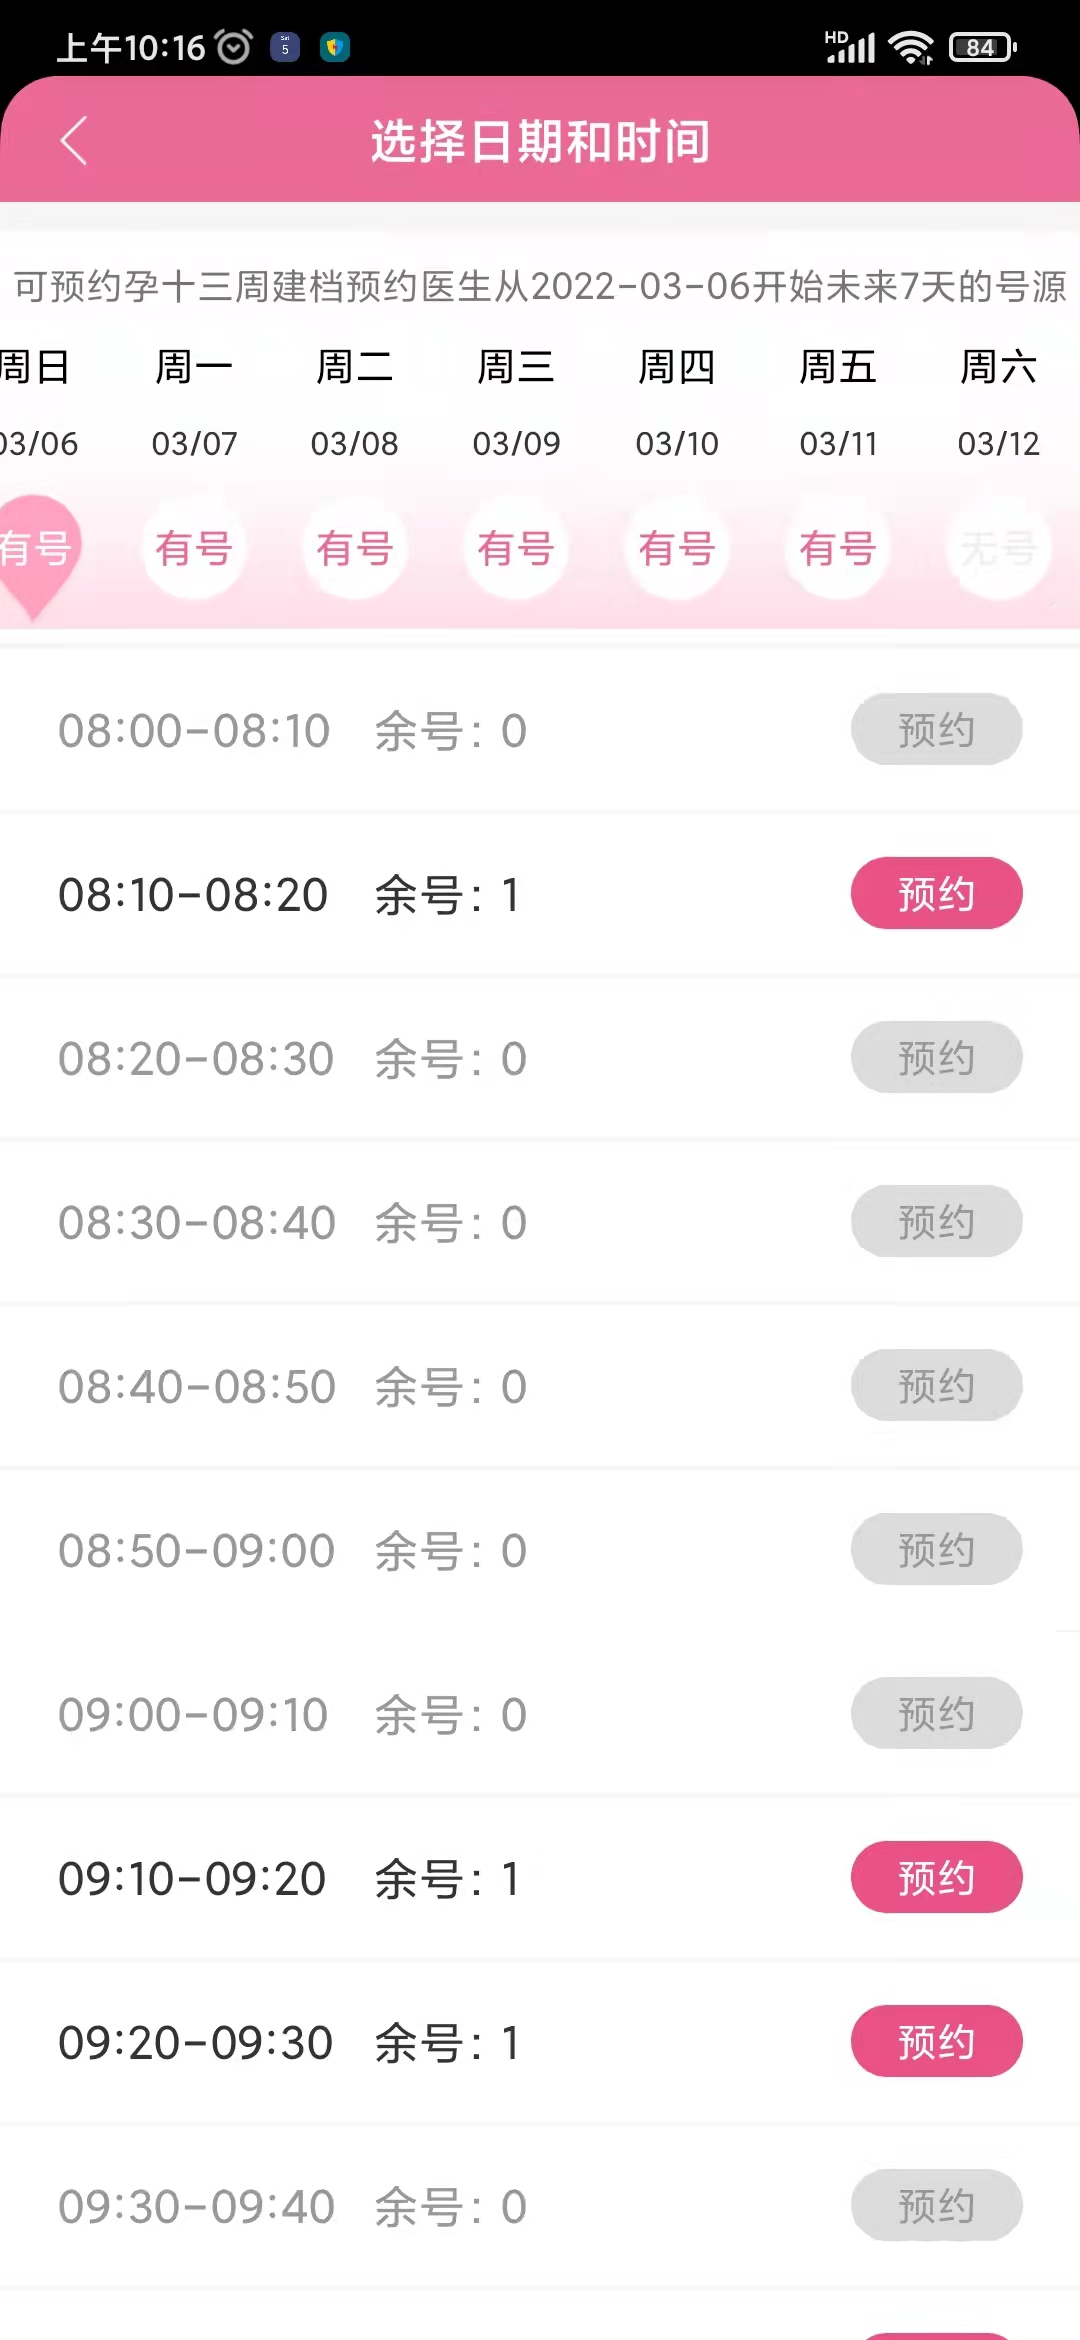 上午10:16 Sat 5 HD 84
选择日期和时间
可预约孕十三周建档预约医生从2022-03-06开始未来7天的号源
周日 周一 周二 周三 周四 周五 周六
03/06 03/07 03/08 03/09 03/10 03/11 03/12
有号 有号 有号 有号 有号 有号 无号
08:00-08:10 余号: 0 预约
08:10-08:20 余号: 1 预约
08:20-08:30 余号: 0 预约
08:30-08:40 余号: 0 预约
08:40-08:50 余号: 0 预约
08:50-09:00 余号: 0 预约
09:00-09:10 余号: 0 预约
09:10-09:20 余号: 1 预约
09:20-09:30 余号: 1 预约
09:30-09:40 余号: 0 预约